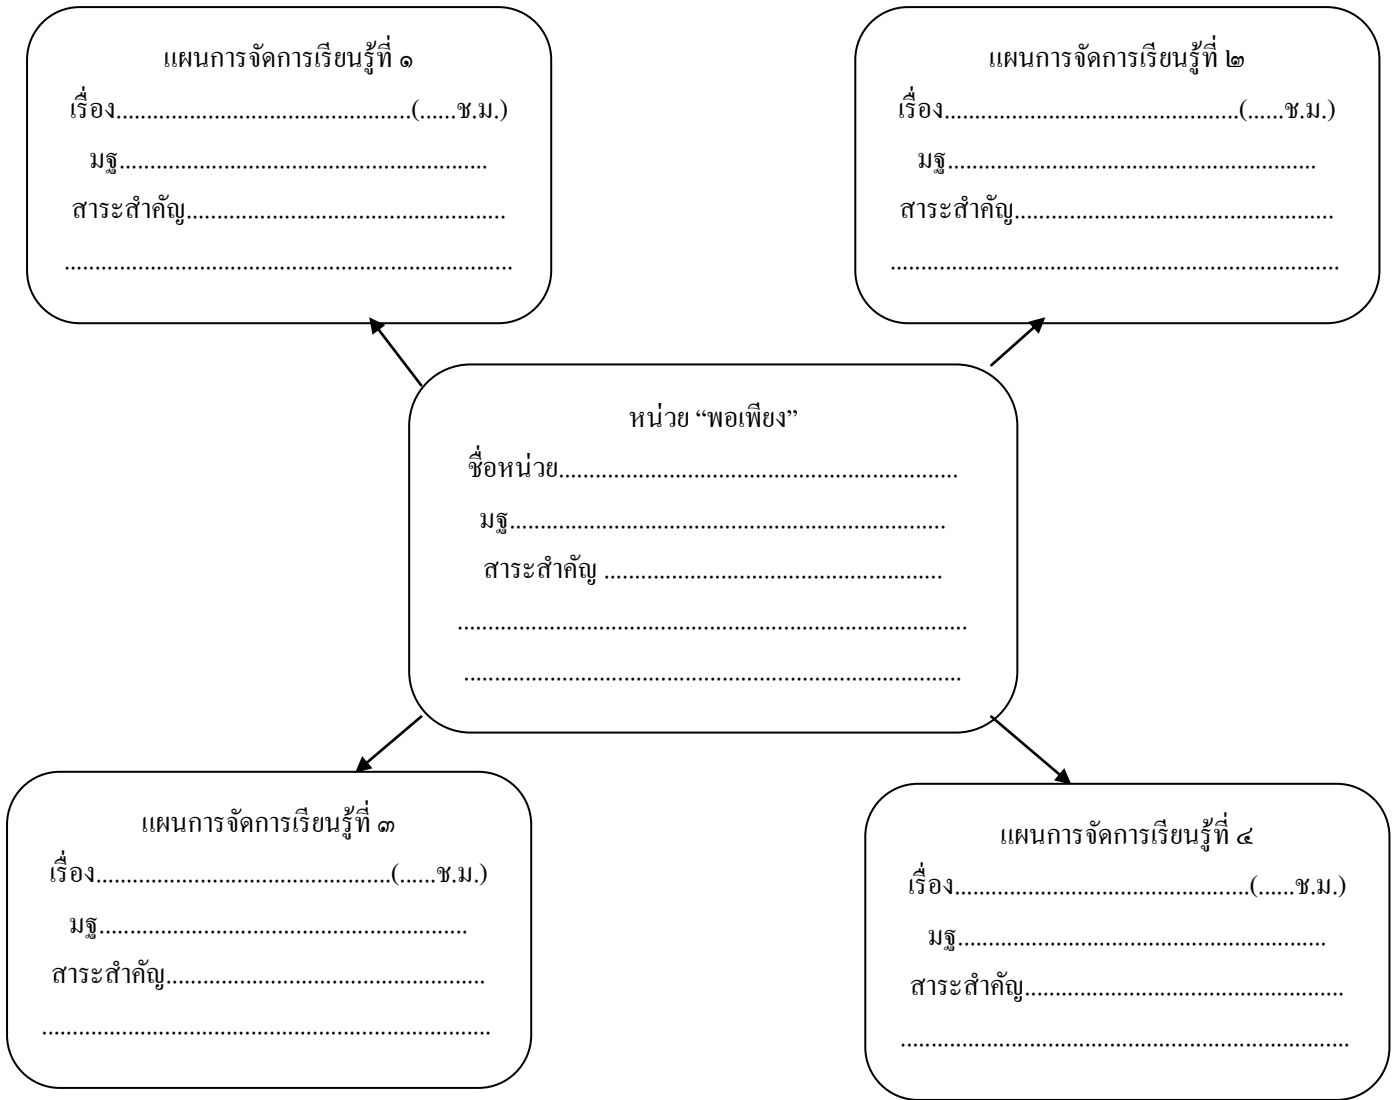 แผนการจัดการเรียนรู้ที่ ๑
เรื่อง................................................(......ช.ม.)
มฐ............................................................
สาระสำคัญ....................................................
.........................................................................
แผนการจัดการเรียนรู้ที่ ๒
เรื่อง................................................(......ช.ม.)
มฐ............................................................
สาระสำคัญ....................................................
.........................................................................
หน่วย “พอเพียง”
ชื่อหน่วย.................................................................
มฐ.......................................................................
สาระสำคัญ .......................................................
...................................................................................
.................................................................................
แผนการจัดการเรียนรู้ที่ ๓
เรื่อง................................................(......ช.ม.)
มฐ............................................................
สาระสำคัญ....................................................
.........................................................................
แผนการจัดการเรียนรู้ที่ ๔
เรื่อง................................................(......ช.ม.)
มฐ............................................................
สาระสำคัญ....................................................
.........................................................................